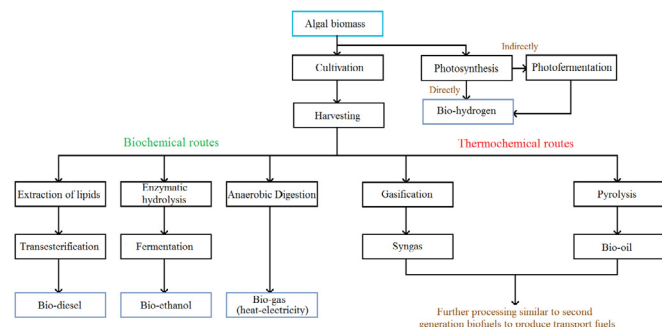 Algal biomass
Indirectly
Cultivation
Photosynthesis
Photofermentation
Directly
Bio-hydrogen
Harvesting
Biochemical routes
Thermochemical routes
Extraction of lipids
Enzymatic
hydrolysis
Anaerobic Digestion
Gasification
Pyrolysis
Transesterification
Fermentation
Syngas
Bio-oil
Bio-diesel
Bio-ethanol
Bio-gas
(heat-electricity)
Further processing similar to second
generation biofuels to produce transport fuels